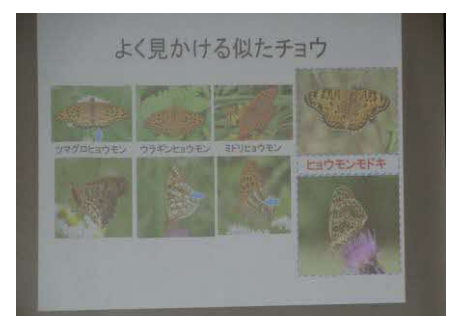 よく見かける似たチョウ
ツマグロヒョウモン
ウラギンヒョウモン
ミドリヒョウモン
ヒョウモンモドキ